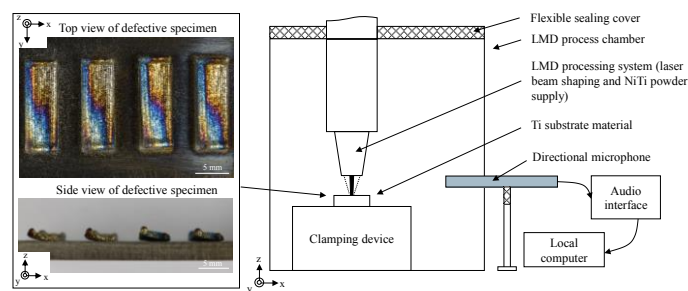 z
x
y
Top view of defective specimen
5 mm
Side view of defective specimen
5 mm
z
y
x
Flexible sealing cover
LMD process chamber
LMD processing system (laser
beam shaping and NiTi powder
supply)
Ti substrate material
Directional microphone
Audio
interface
Local
computer
Clamping device
z
y
x